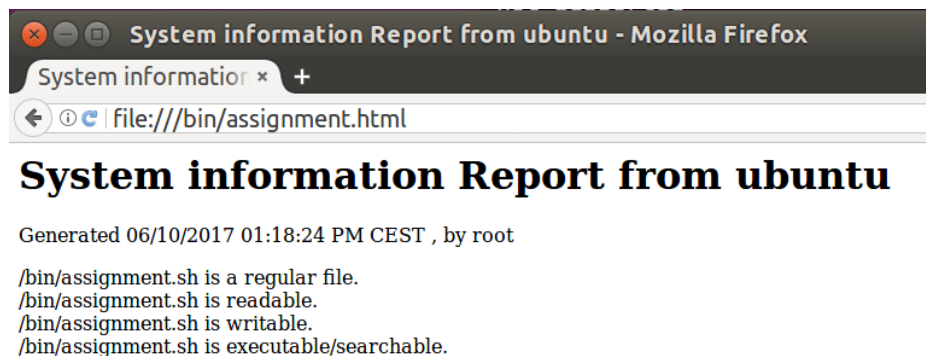 System information Report from ubuntu - Mozilla Firefox
System information × +
file:///bin/assignment.html
System information Report from ubuntu
Generated 06/10/2017 01:18:24 PM CEST , by root
/bin/assignment.sh is a regular file.
/bin/assignment.sh is readable.
/bin/assignment.sh is writable.
/bin/assignment.sh is executable/searchable.